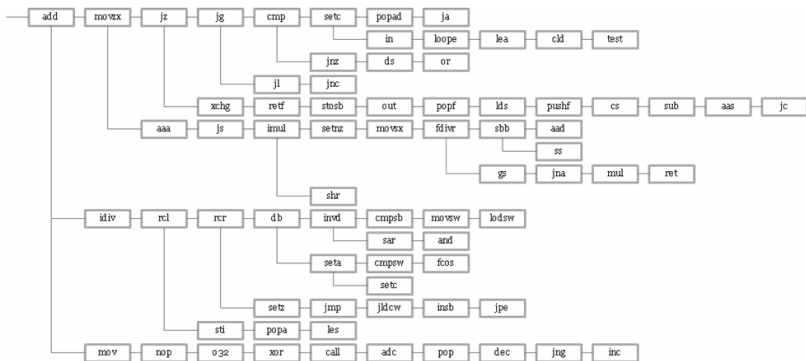 add movzx jz jg cmp setc popad ja
in loope lea cld test
jnz ds or
jl jnc
xchg retf stosb out popf lds pushf cs sub aas jc
aaa js imul setnz movsx fdivr sbb aad
ss
gs jna mul ret
shr
idiv rcl rcr db invd cmpsb movsw lodsw
sar and
seta cmpsw fcos
setc
setz jmp jldcw insb jpe
sti popa les
mov nop o32 xor call adc pop dec jng inc